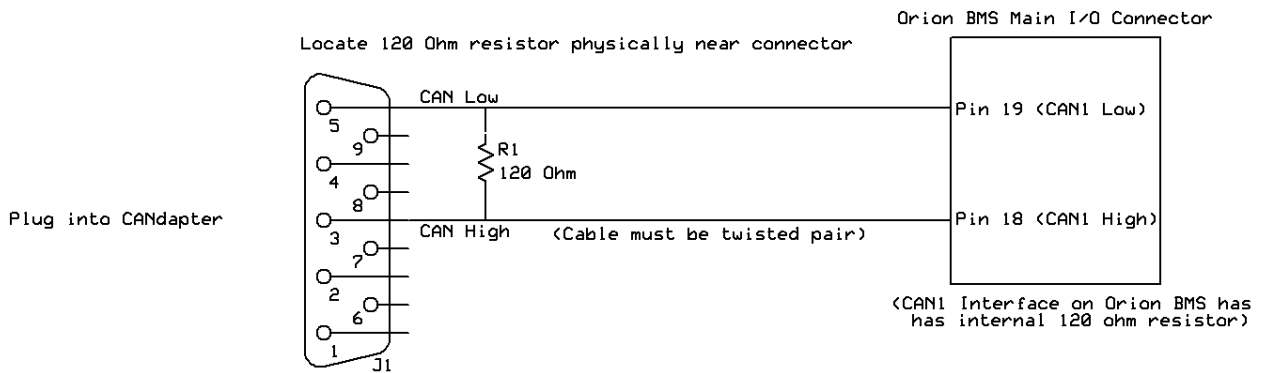 Orion BMS Main I/O Connector
Locate 120 Ohm resistor physically near connector
CAN Low
Pin 19 (CAN1 Low)
5
9
R1
120 Ohm
4
8
Plug into CANdapter
Pin 18 (CAN1 High)
3
CAN High
(Cable must be twisted pair)
7
2
6
(CAN1 Interface on Orion BMS has
has internal 120 ohm resistor)
1
J1